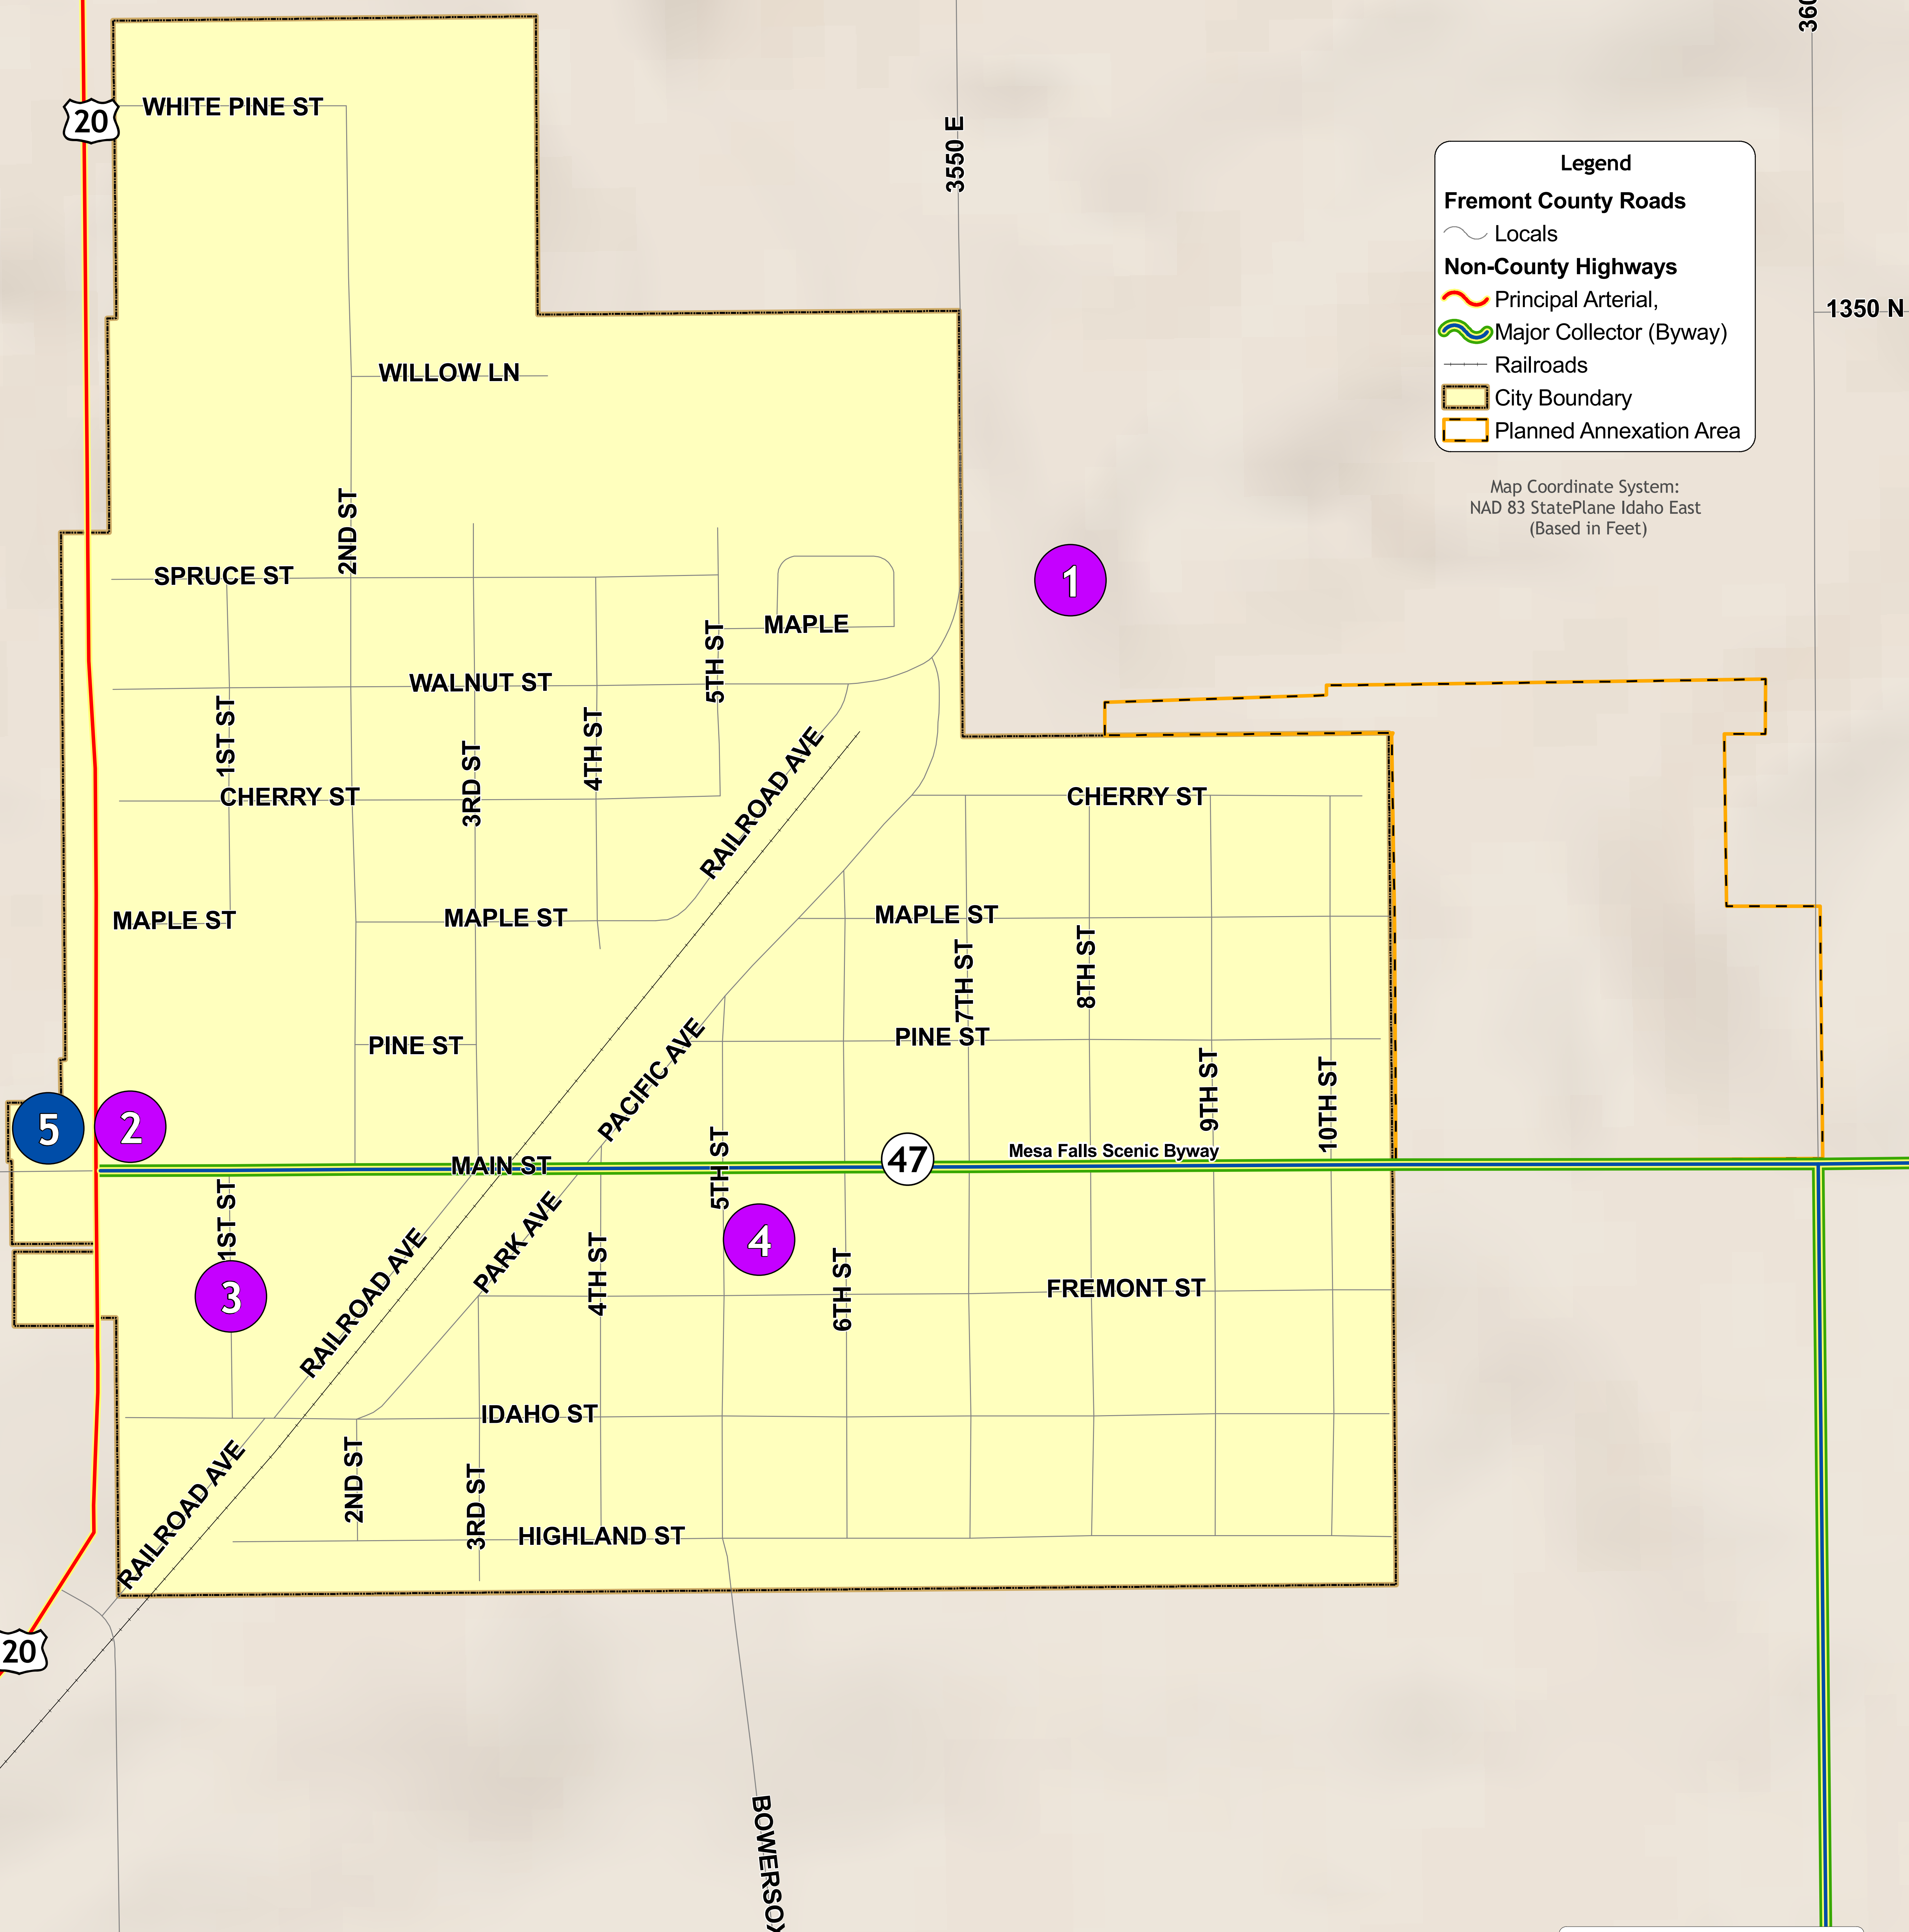 360
3550 E
20
WHITE PINE ST
Legend
Fremont County Roads
Locals
Non-County Highways
Principal Arterial,
Major Collector (Byway)
Railroads
City Boundary
Planned Annexation Area
1350 N
Map Coordinate System:
NAD 83 StatePlane Idaho East
(Based in Feet)
WILLOW LN
2ND ST
SPRUCE ST
1
MAPLE
5TH ST
WALNUT ST
1ST ST
4TH ST
3RD ST
RAILROAD AVE
CHERRY ST
CHERRY ST
MAPLE ST
MAPLE ST
MAPLE ST
7TH ST
8TH ST
PINE ST
PINE ST
PACIFIC AVE
9TH ST
10TH ST
5
2
MAIN ST
5TH ST
47
Mesa Falls Scenic Byway
1ST ST
3
RAILROAD AVE
PARK AVE
4TH ST
4
6TH ST
FREMONT ST
IDAHO ST
RAILROAD AVE
2ND ST
3RD ST
HIGHLAND ST
20
BOWERSOX